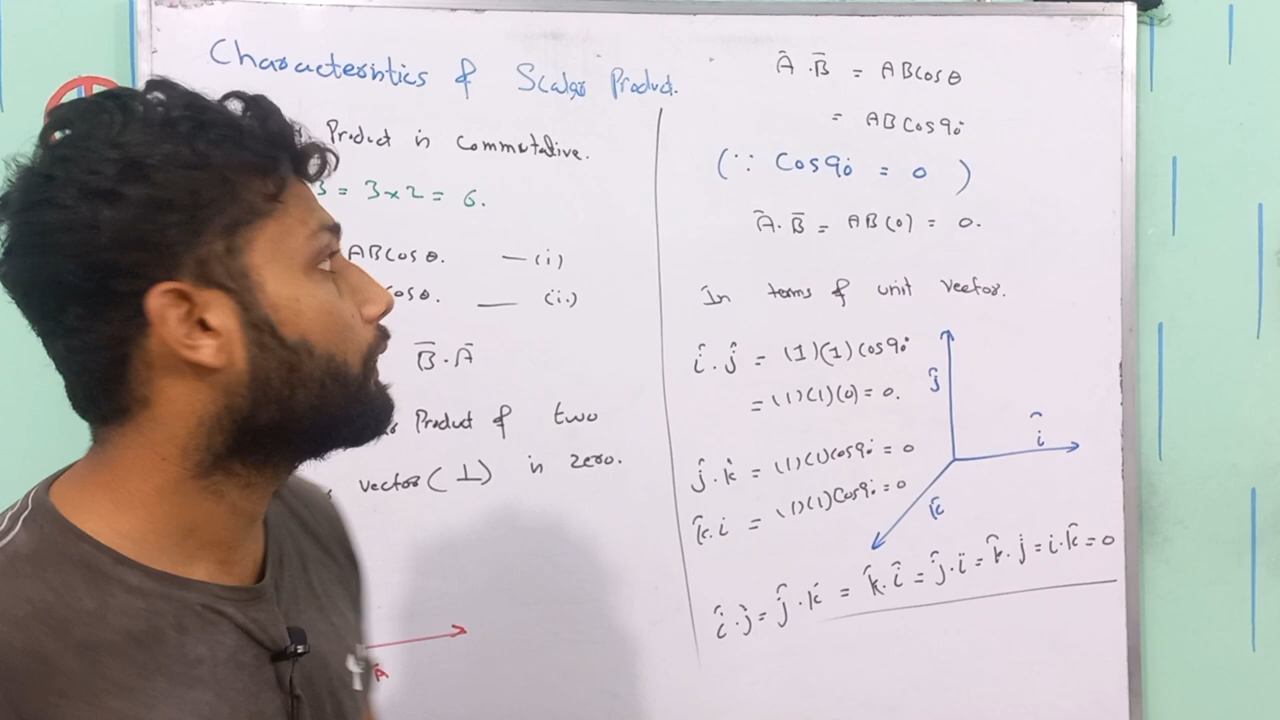 Characteristics of Scalar Product.
Product is commutative.
3 = 3×2 = 6.
ABcosθ. —(i)
cosθ. — (ii)
B̄.Ā
Product of two
vector(⊥) is zero.
Ā
Ā.B̄ = ABcosθ
= ABcos90°
(∵ Cos90° = 0 )
Ā.B̄ = AB(0) = 0.
In terms of unit vector.
î.ĵ = (1)(1)cos90°
= (1)(1)(0) = 0.
ĵ.k̂ = (1)(1)cos90° = 0
k̂.i = (1)(1)cos90° = 0
ĵ
î
k̂
î.ĵ = ĵ.k̂ = k̂.î = ĵ.i = k̂.j = i.k̂ = 0